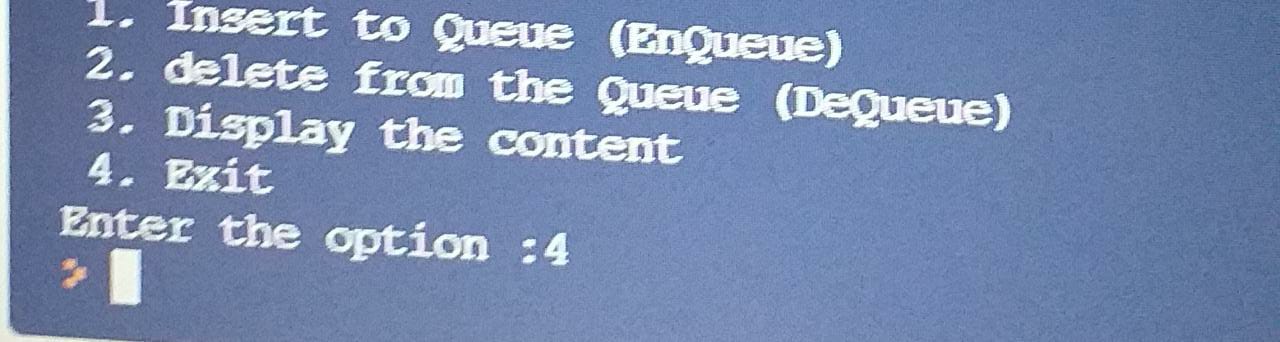 1. Insert to Queue (EnQueue)
2. delete from the Queue (DeQueue)
3. Display the content
4. Exit
Enter the option :4
>